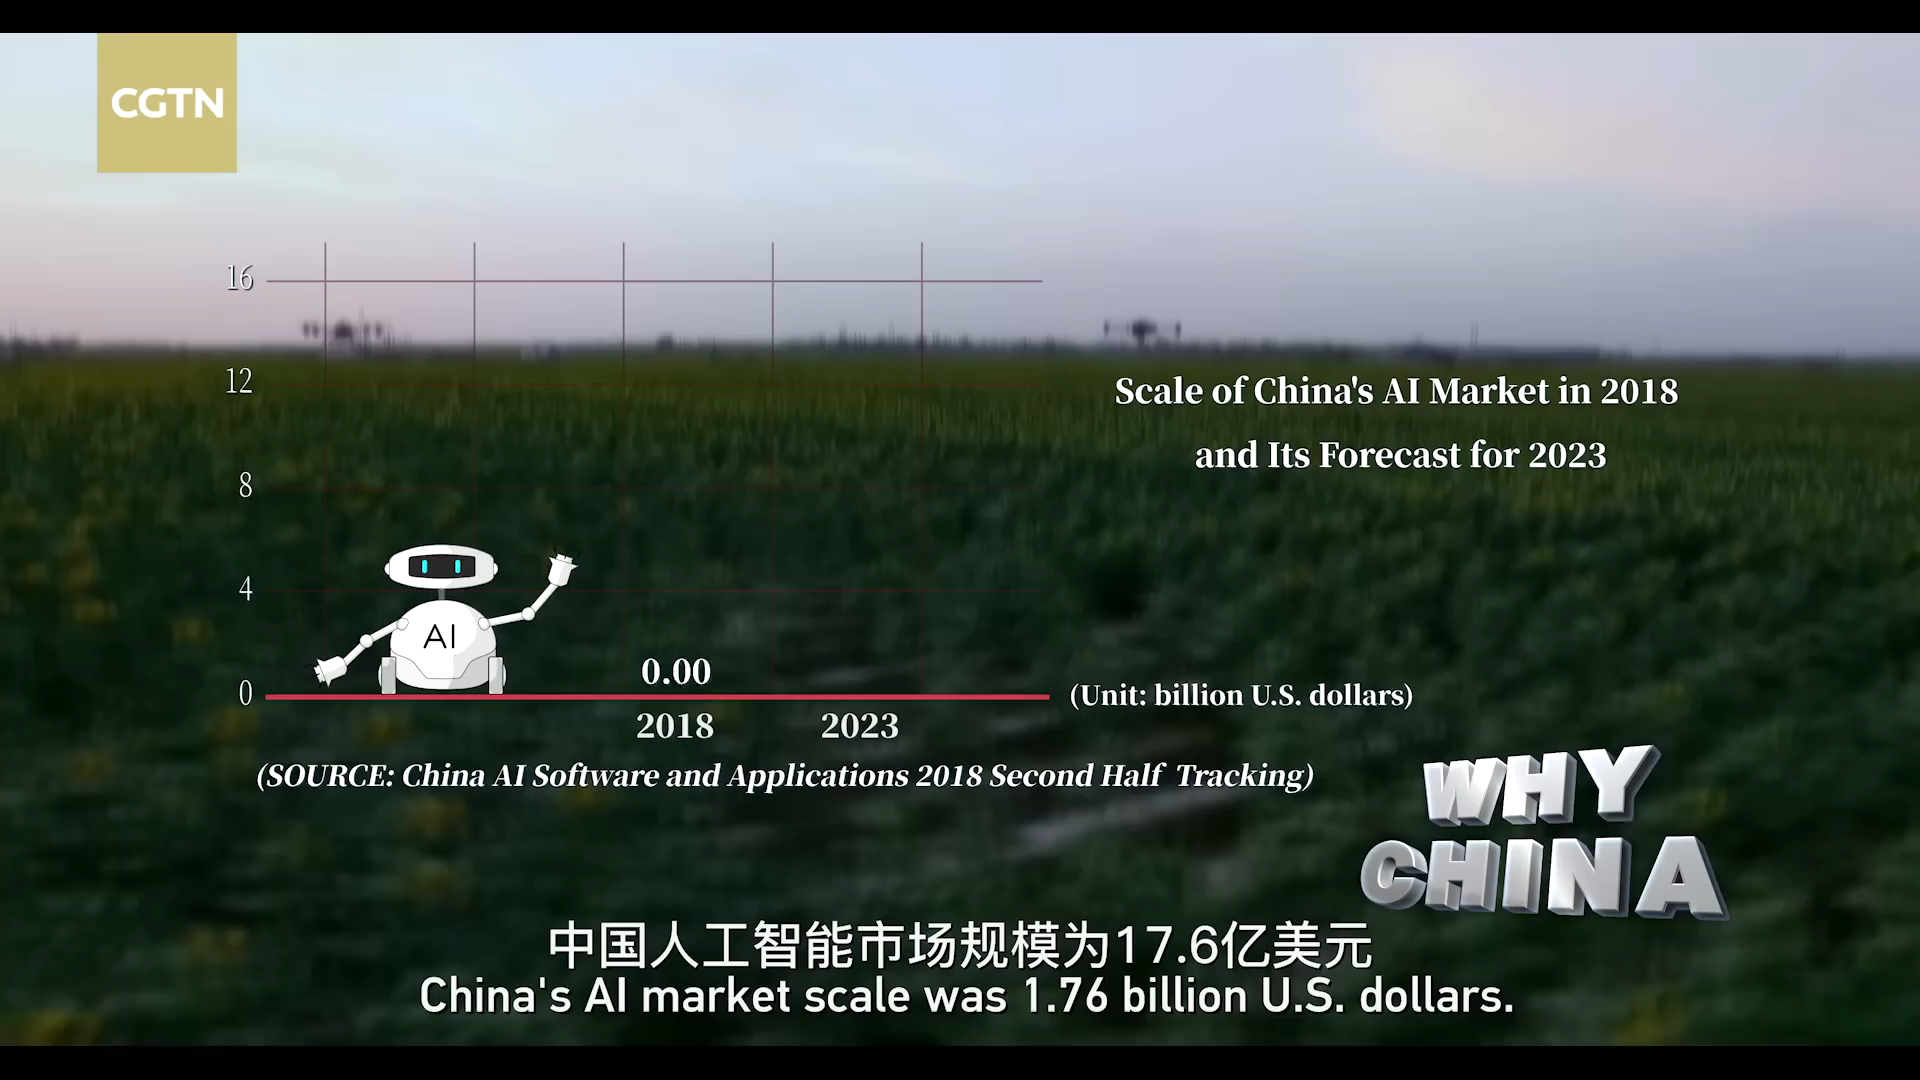 CGTN
16
12
8
4
0
Scale of China's AI Market in 2018
and Its Forecast for 2023
AI
0.00
2018 2023
(Unit: billion U.S. dollars)
(SOURCE: China AI Software and Applications 2018 Second Half Tracking)
WHY
CHINA
中国人工智能市场规模为17.6亿美元
China's AI market scale was 1.76 billion U.S. dollars.